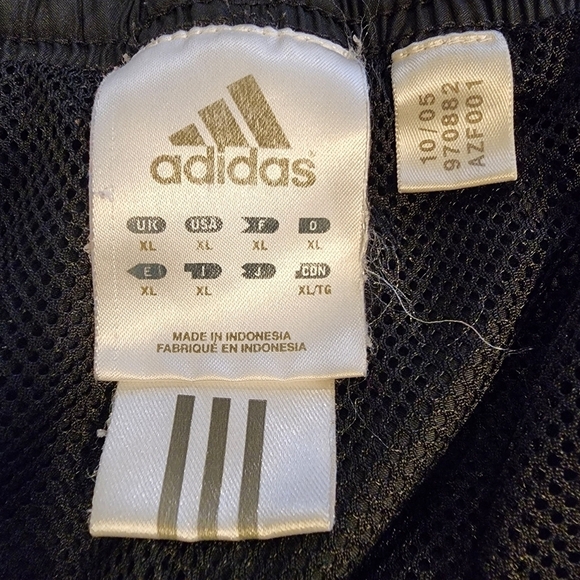 adidas
UK USA F D
XL XL XL XL
E I J CDN
XL XL XL/TG
MADE IN INDONESIA
FABRIQUÉ EN INDONESIA
10/05
970882
AZF001